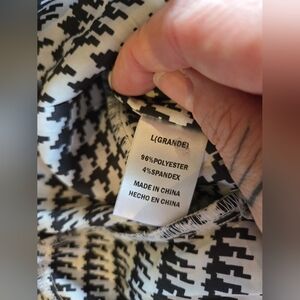 L(GRANDE)
96%POLYESTER
4%SPANDEX
MADE IN CHINA
HECHO EN CHINA